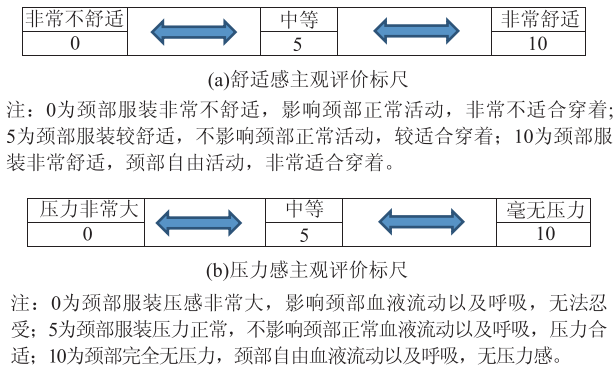 非常不舒适 中等 非常舒适
0 5 10
(a)舒适感主观评价标尺
注：0为颈部服装非常不舒适，影响颈部正常活动，非常不适合穿着;
5为颈部服装较舒适，不影响颈部正常活动，较适合穿着；10为颈部服
装非常舒适，颈部自由活动，非常适合穿着。
压力非常大 中等 毫无压力
0 5 10
(b)压力感主观评价标尺
注：0为颈部服装压感非常大，影响颈部血液流动以及呼吸，无法忍
受；5为颈部服装压力正常，不影响颈部正常血液流动以及呼吸，压力合
适；10为颈部完全无压力，颈部自由血液流动以及呼吸，无压力感。